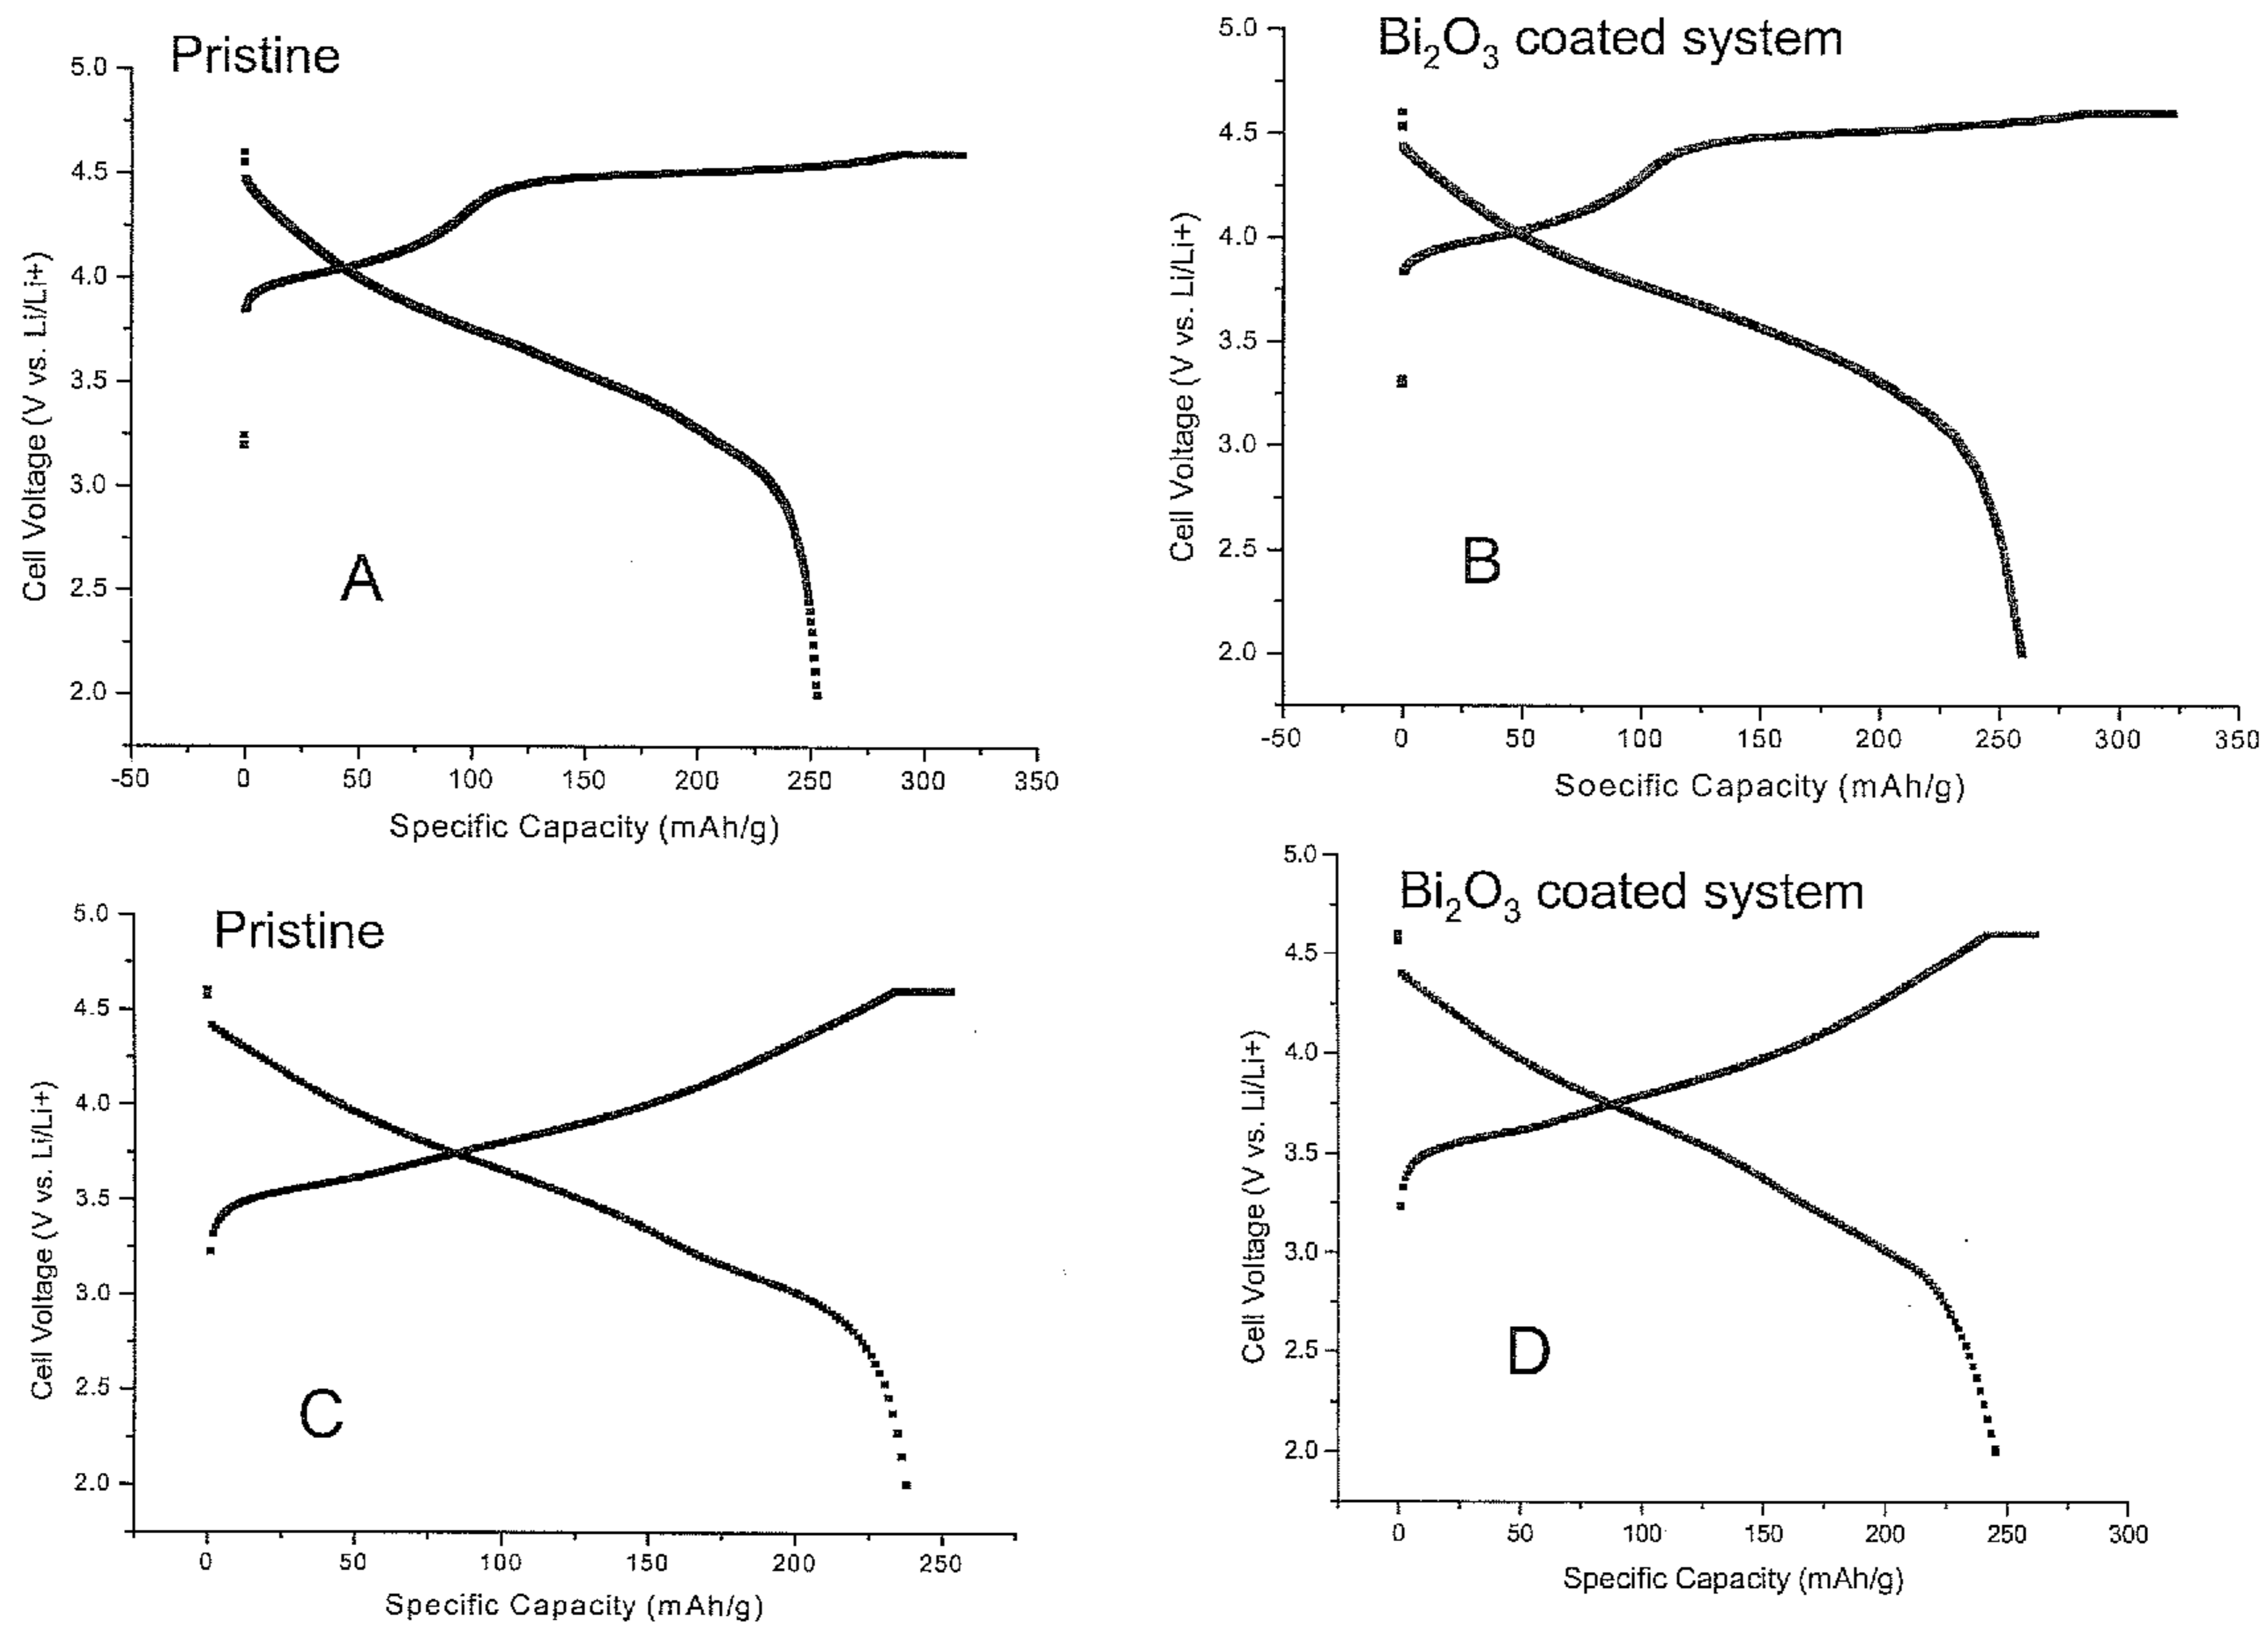 Pristine
5.0
4.5
4.0
3.5
3.0
2.5
2.0
Cell Voltage (V vs. Li/Li+)
A
-50 0 50 100 150 200 250 300 350
Specific Capacity (mAh/g)
Bi₂O₃ coated system
5.0
4.5
4.0
3.5
3.0
2.5
2.0
Cell Voltage (V vs. Li/Li+)
B
-50 0 50 100 150 200 250 300 350
Soecific Capacity (mAh/g)
Pristine
5.0
4.5
4.0
3.5
3.0
2.5
2.0
Cell Voltage (V vs. Li/Li+)
C
0 50 100 150 200 250
Specific Capacity (mAh/g)
Bi₂O₃ coated system
5.0
4.5
4.0
3.5
3.0
2.5
2.0
Cell Voltage (V vs. Li/Li+)
D
0 50 100 150 200 250 300
Specific Capacity (mAh/g)